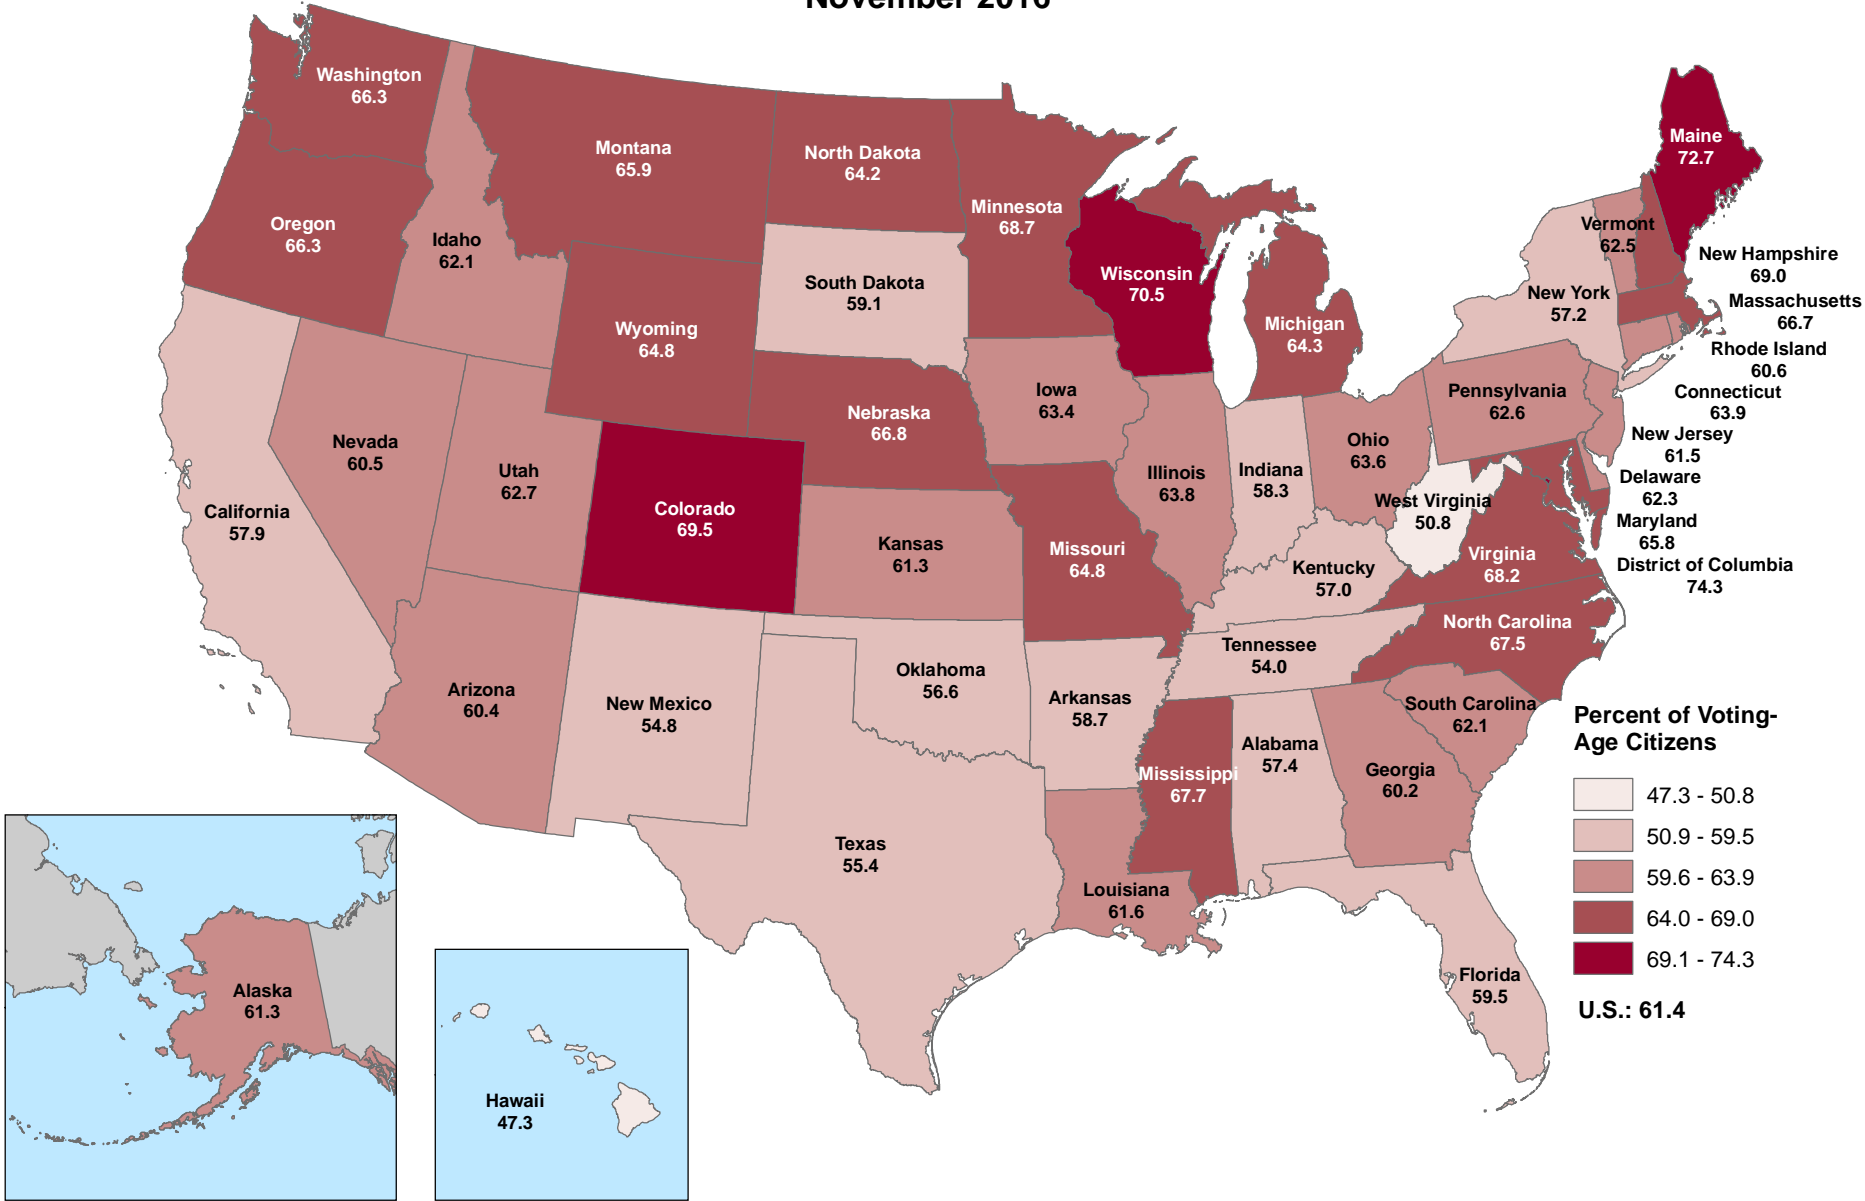 November 2016
Washington
66.3
Montana
65.9
North Dakota
64.2
Minnesota
68.7
Maine
72.7
Oregon
66.3
Idaho
62.1
Wisconsin
70.5
Vermont
62.5
New Hampshire
69.0
South Dakota
59.1
New York
57.2
Massachusetts
66.7
Wyoming
64.8
Michigan
64.3
Rhode Island
60.6
Iowa
63.4
Pennsylvania
62.6
Connecticut
63.9
Nebraska
66.8
Nevada
60.5
Ohio
63.6
New Jersey
61.5
Utah
62.7
Illinois
63.8
Indiana
58.3
Delaware
62.3
California
57.9
Colorado
69.5
West Virginia
50.8
Maryland
65.8
Kansas
61.3
Missouri
64.8
Kentucky
57.0
Virginia
68.2
District of Columbia
74.3
North Carolina
67.5
Tennessee
54.0
Oklahoma
56.6
Arizona
60.4
New Mexico
54.8
Arkansas
58.7
South Carolina
62.1
Alabama
57.4
Mississippi
67.7
Georgia
60.2
Texas
55.4
Louisiana
61.6
Florida
59.5
Alaska
61.3
Hawaii
47.3
Percent of Voting-
Age Citizens
47.3 - 50.8
50.9 - 59.5
59.6 - 63.9
64.0 - 69.0
69.1 - 74.3
U.S.: 61.4